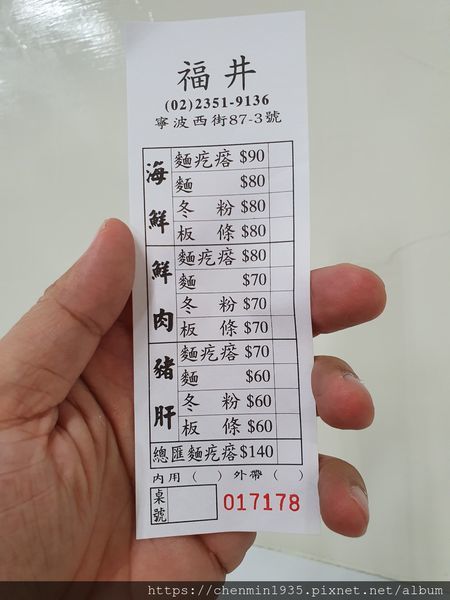 福井
(02)2351-9136
寧波西街87-3號
海鮮
麵疙瘩 $90
麵 $80
冬粉 $80
板條 $80
鮮肉
麵疙瘩 $80
麵 $70
冬粉 $70
板條 $70
豬肝
麵疙瘩 $70
麵 $60
冬粉 $60
板條 $60
總匯麵疙瘩 $140
內用（ ） 外帶（ ）
桌號
017178
https://chenmin1935.pixnet.net/album